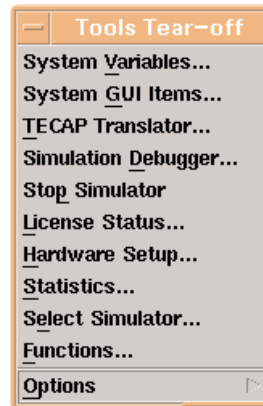 Tools Tear-off
System Variables...
System GUI Items...
TECAP Translator...
Simulation Debugger...
Stop Simulator
License Status...
Hardware Setup...
Statistics...
Select Simulator...
Functions...
Options